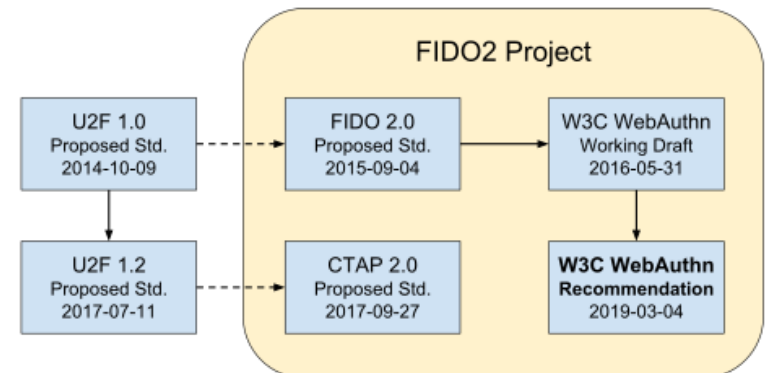 FIDO2 Project
U2F 1.0
Proposed Std.
2014-10-09
FIDO 2.0
Proposed Std.
2015-09-04
W3C WebAuthn
Working Draft
2016-05-31
U2F 1.2
Proposed Std.
2017-07-11
CTAP 2.0
Proposed Std.
2017-09-27
W3C WebAuthn
Recommendation
2019-03-04